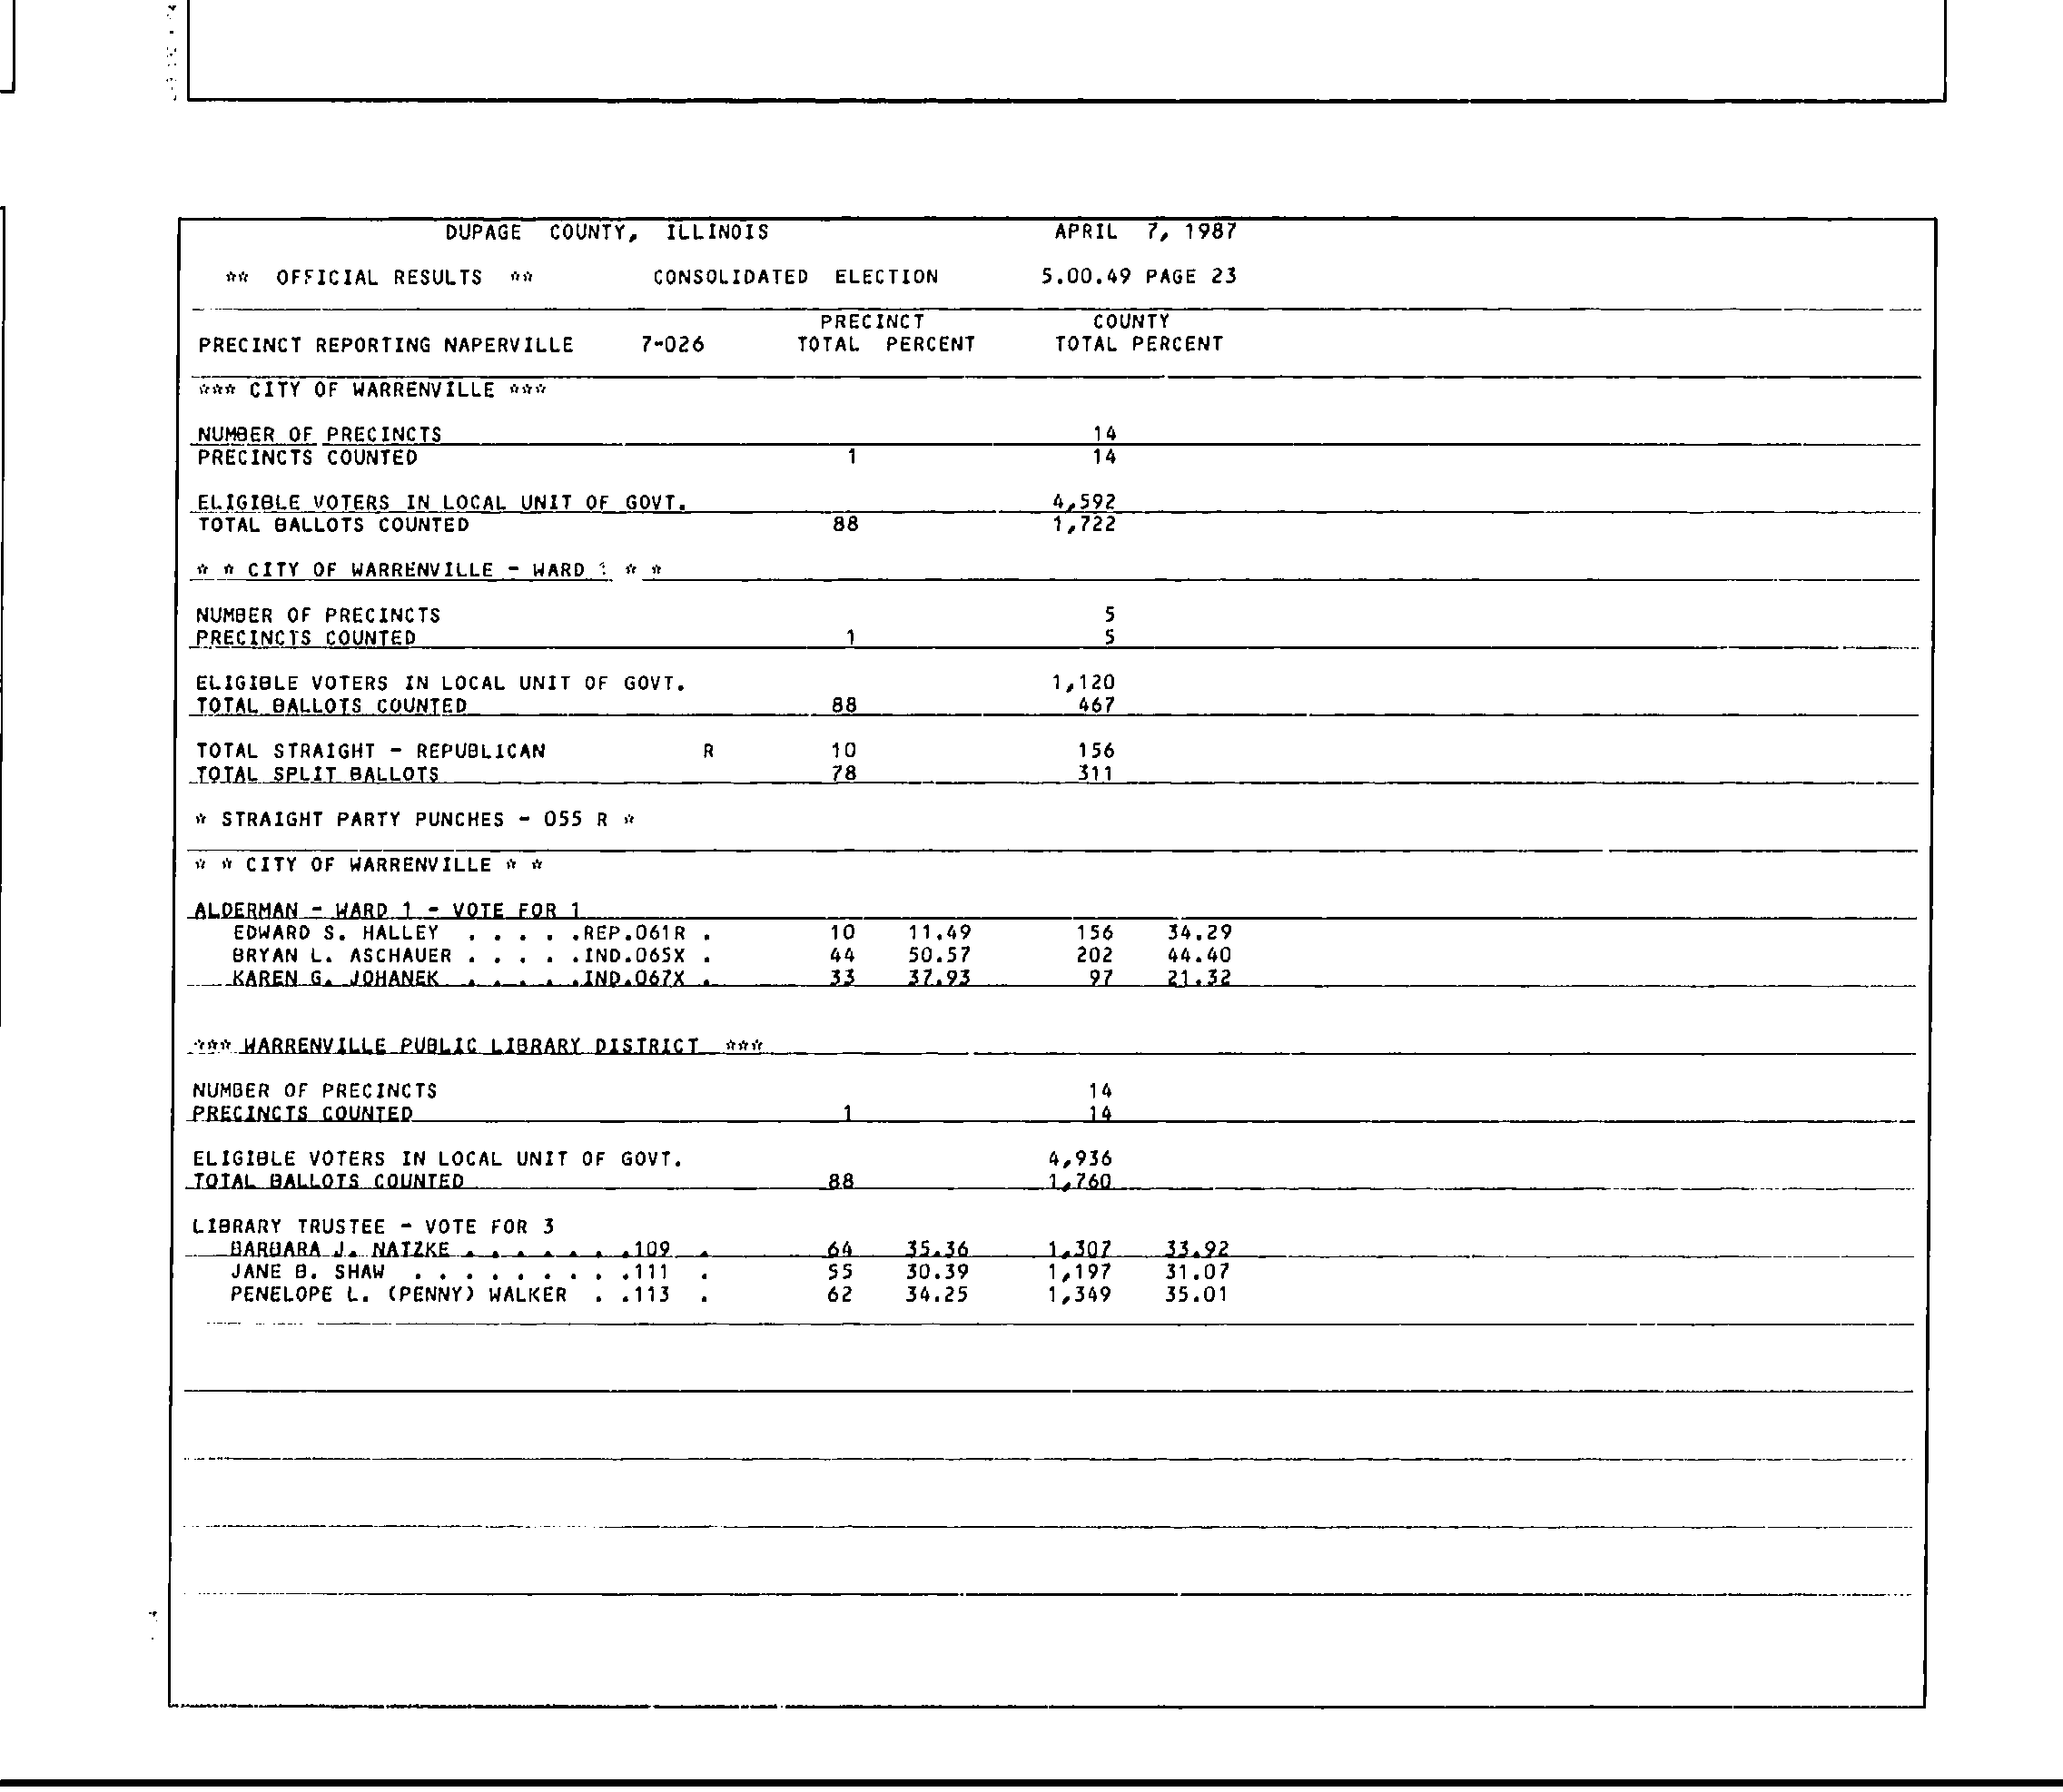 DUPAGE COUNTY, ILLINOIS APRIL 7, 1987
** OFFICIAL RESULTS ** CONSOLIDATED ELECTION 5.00.49 PAGE 23
PRECINCT COUNTY
PRECINCT REPORTING NAPERVILLE 7-026 TOTAL PERCENT TOTAL PERCENT
*** CITY OF WARRENVILLE ***
NUMBER OF PRECINCTS 14
PRECINCTS COUNTED 1 14
ELIGIBLE VOTERS IN LOCAL UNIT OF GOVT. 4,592
TOTAL BALLOTS COUNTED 88 1,722
* * CITY OF WARRENVILLE - WARD 1 * *
NUMBER OF PRECINCTS 5
PRECINCTS COUNTED 1 5
ELIGIBLE VOTERS IN LOCAL UNIT OF GOVT. 1,120
TOTAL BALLOTS COUNTED 88 467
TOTAL STRAIGHT - REPUBLICAN R 10 156
TOTAL SPLIT BALLOTS 78 311
* STRAIGHT PARTY PUNCHES - 055 R *
* * CITY OF WARRENVILLE * *
ALDERMAN - WARD 1 - VOTE FOR 1
EDWARD S. HALLEY . . . . .REP.061R . 10 11.49 156 34.29
BRYAN L. ASCHAUER . . . . .IND.065X . 44 50.57 202 44.40
KAREN G. JOHANEK . . . . .IND.067X . 33 37.93 97 21.32
*** WARRENVILLE PUBLIC LIBRARY DISTRICT ***
NUMBER OF PRECINCTS 14
PRECINCTS COUNTED 1 14
ELIGIBLE VOTERS IN LOCAL UNIT OF GOVT. 4,936
TOTAL BALLOTS COUNTED 88 1,760
LIBRARY TRUSTEE - VOTE FOR 3
BARBARA J. NATZKE . . . . . . .109 . 64 35.36 1,307 33.92
JANE B. SHAW . . . . . . . . .111 . 55 30.39 1,197 31.07
PENELOPE L. (PENNY) WALKER . .113 . 62 34.25 1,349 35.01